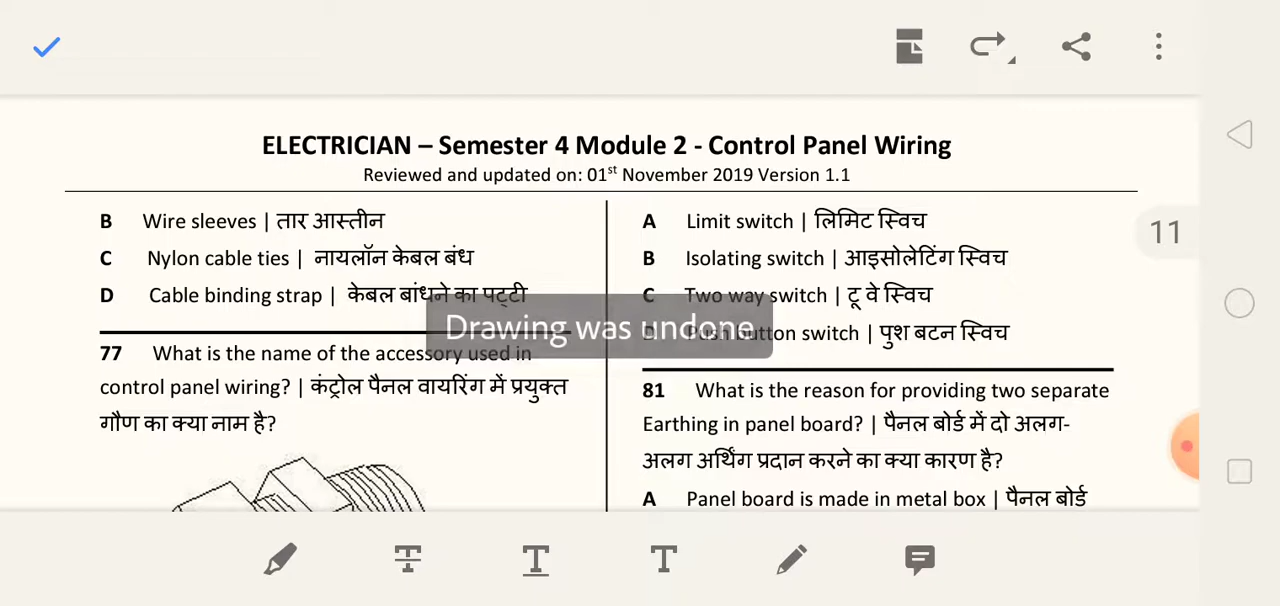 ELECTRICIAN – Semester 4 Module 2 - Control Panel Wiring
Reviewed and updated on: 01st November 2019 Version 1.1
11
B Wire sleeves | तार आस्तीन
C Nylon cable ties | नायलॉन केबल बंध
D Cable binding strap | केबल बांधने का पट्टी
77 What is the name of the accessory used in
control panel wiring? | कंट्रोल पैनल वायरिंग में प्रयुक्त
गौण का क्या नाम है?
A Limit switch | लिमिट स्विच
B Isolating switch | आइसोलेटिंग स्विच
C Two way switch | टू वे स्विच
D Push button switch | पुश बटन स्विच
81 What is the reason for providing two separate
Earthing in panel board? | पैनल बोर्ड में दो अलग-
अलग अर्थिंग प्रदान करने का क्या कारण है?
A Panel board is made in metal box | पैनल बोर्ड
Drawing was undone